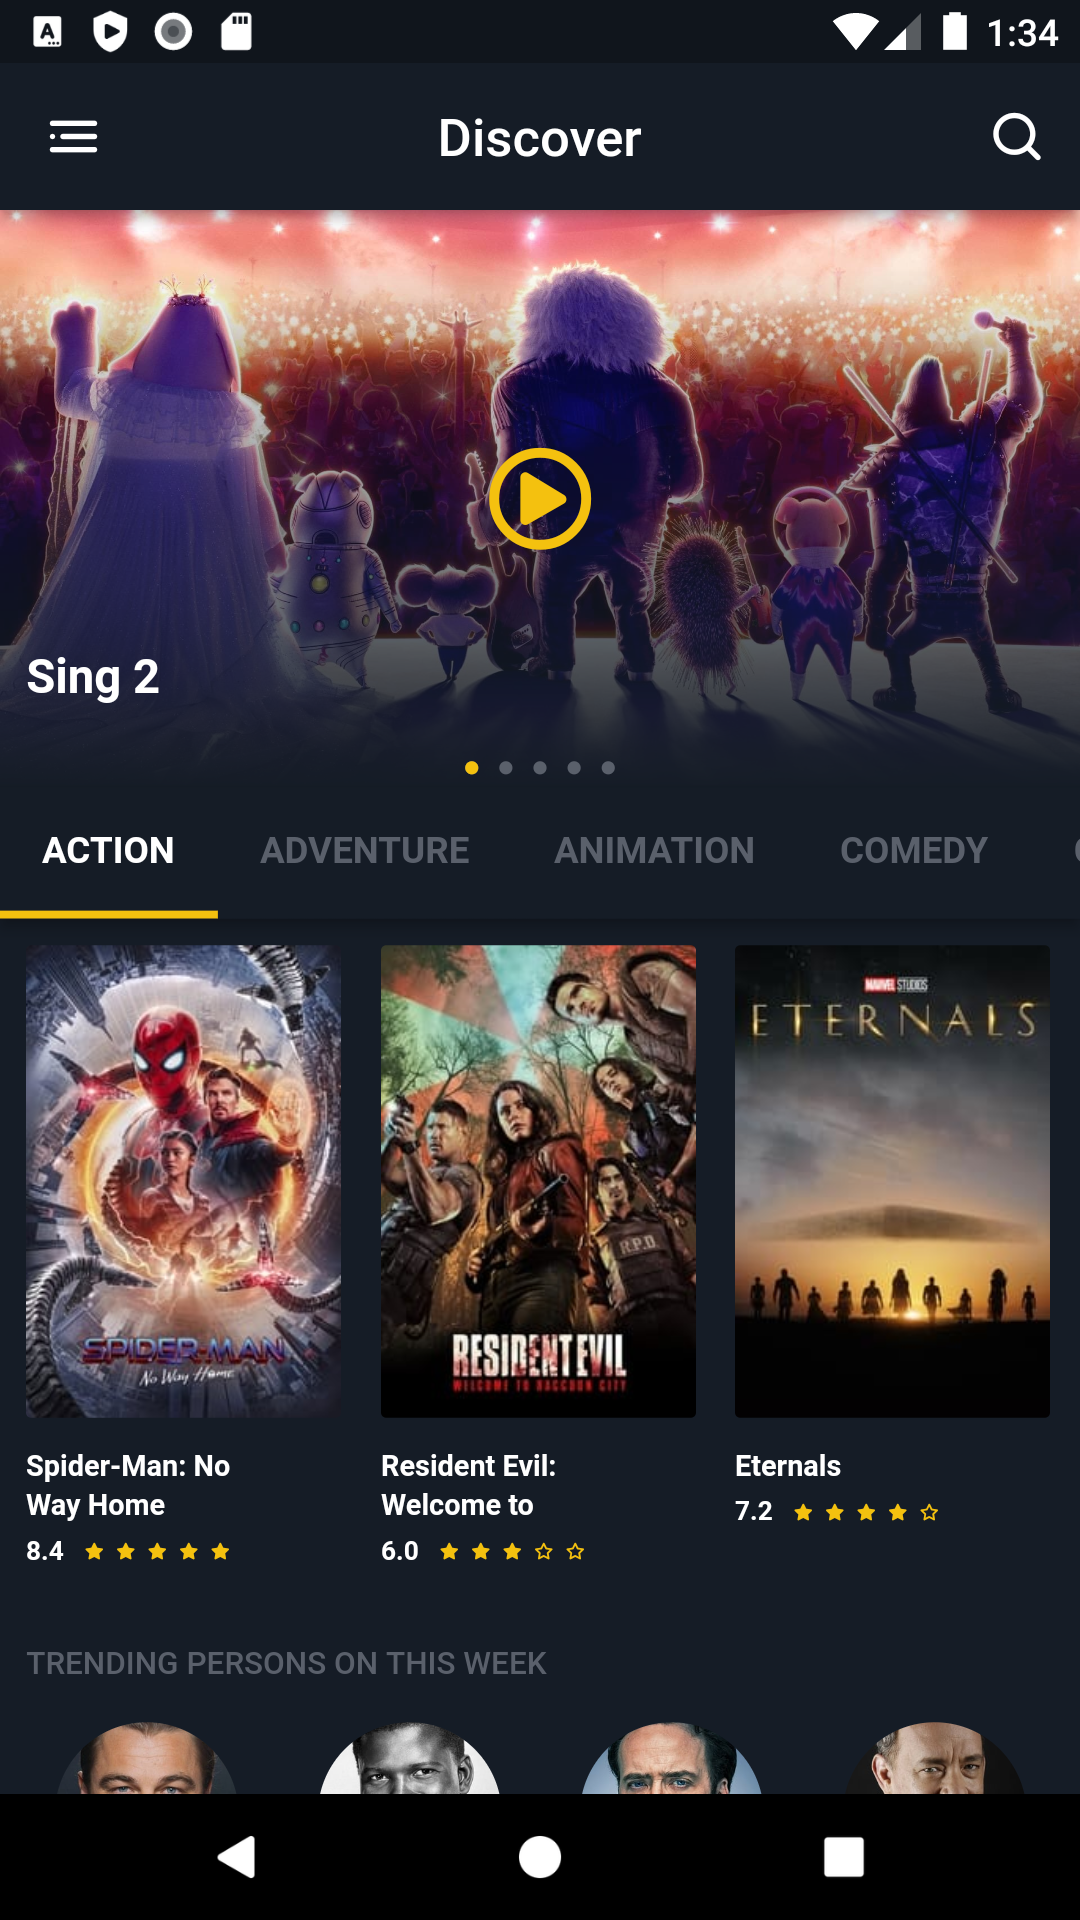 1:34
Discover
Sing 2
ACTION ADVENTURE ANIMATION COMEDY
SPIDER-MAN
No Way Home
R.P.D.
RESIDENT EVIL
WELCOME TO RACCOON CITY
MARVEL STUDIOS
ETERNALS
Spider-Man: No
Way Home
8.4
Resident Evil:
Welcome to
6.0
Eternals
7.2
TRENDING PERSONS ON THIS WEEK